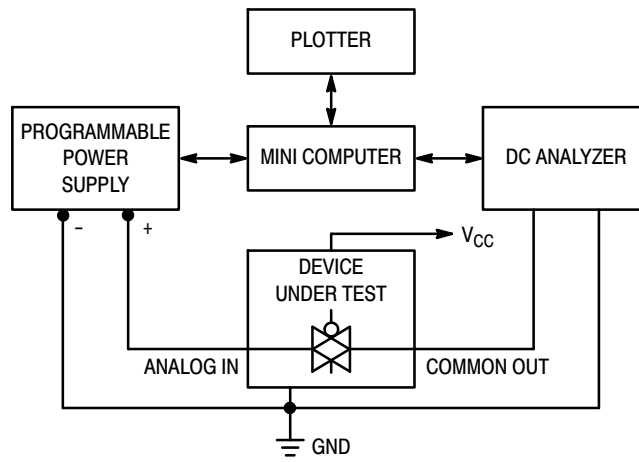 PLOTTER
PROGRAMMABLE
POWER
SUPPLY
MINI COMPUTER
DC ANALYZER
–
+
VCC
DEVICE
UNDER TEST
ANALOG IN
COMMON OUT
GND